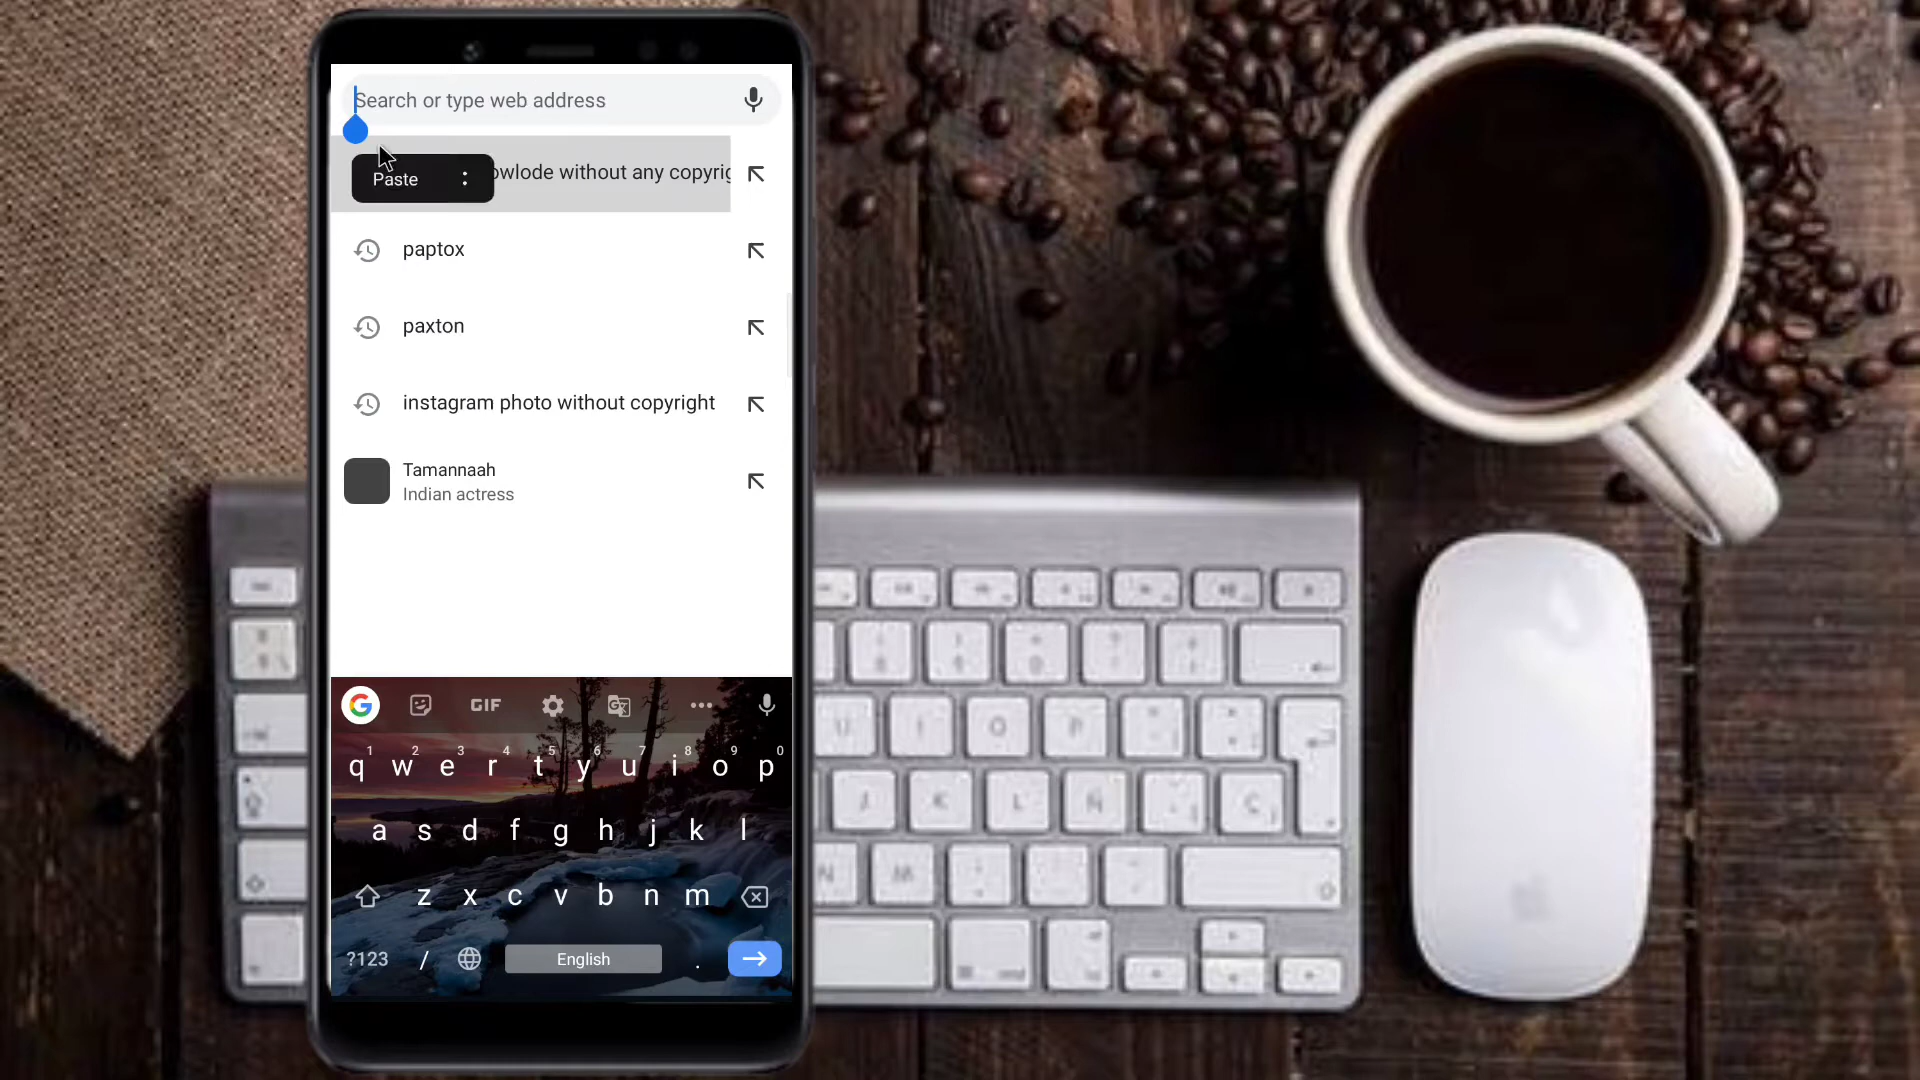 Search or type web address
Paste
owlode without any copyrig
paptox
paxton
instagram photo without copyright
Tamannaah
Indian actress
GIF
1 2 3 4 5 6 7 8 9 0
q w e r t y u i o p
a s d f g h j k l
z x c v b n m
?123 / English .